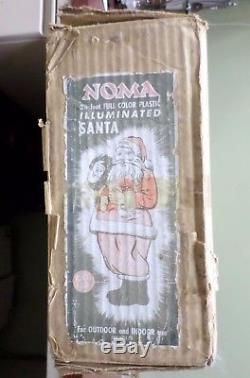 NOMA
FULL COLOR PLASTIC
ILLUMINATED
SANTA
For OUTDOOR and INDOOR use